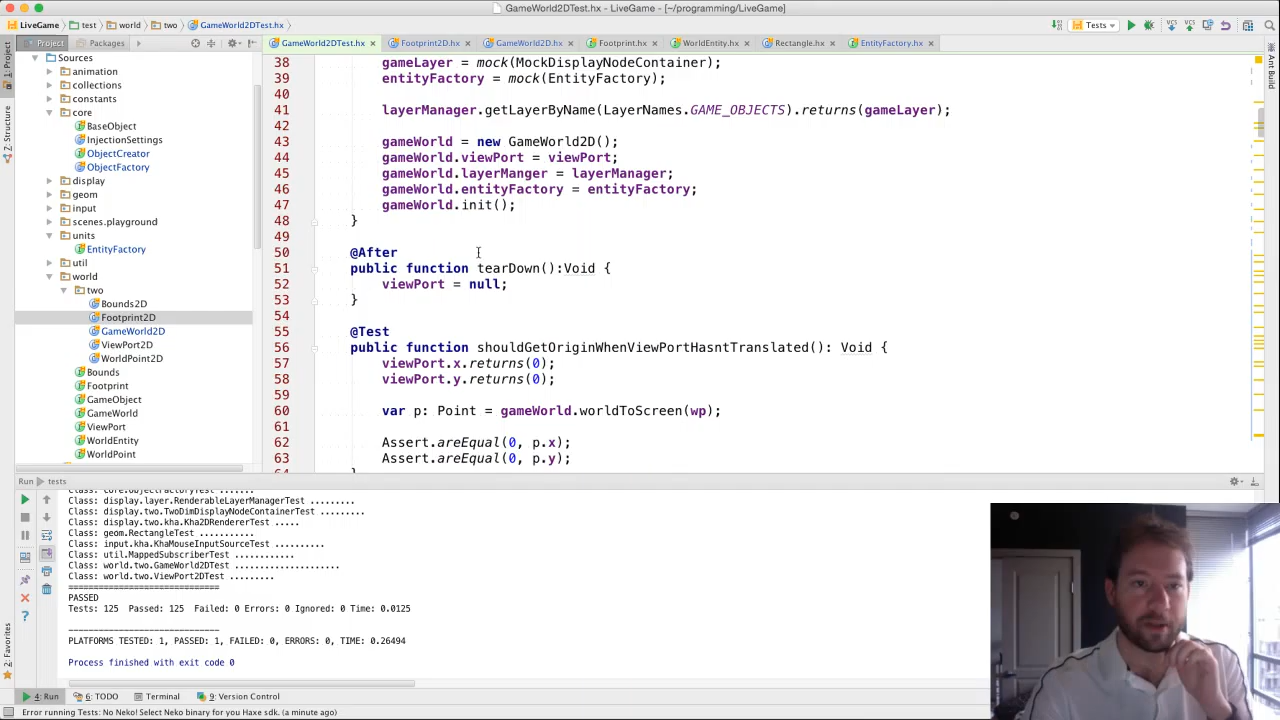 GameWorld2DTest.hx - LiveGame - [~/programming/LiveGame]
LiveGame test world two GameWorld2DTest.hx Tests
Project Packages GameWorld2DTest.hx Footprint2D.hx GameWorld2D.hx Footprint.hx WorldEntity.hx Rectangle.hx EntityFactory.hx
1: Project
7: Structure
2: Favorites
Ant Build
Sources
animation
collections
constants
core
BaseObject
InjectionSettings
ObjectCreator
ObjectFactory
display
geom
input
scenes.playground
units
EntityFactory
util
world
two
Bounds2D
Footprint2D
GameWorld2D
ViewPort2D
WorldPoint2D
Bounds
Footprint
GameObject
GameWorld
ViewPort
WorldEntity
WorldPoint
38 gameLayer = mock(MockDisplayNodeContainer);
39 entityFactory = mock(EntityFactory);
40
41 layerManager.getLayerByName(LayerNames.GAME_OBJECTS).returns(gameLayer);
42
43 gameWorld = new GameWorld2D();
44 gameWorld.viewPort = viewPort;
45 gameWorld.layerManger = layerManager;
46 gameWorld.entityFactory = entityFactory;
47 gameWorld.init();
48 }
49
50 @After
51 public function tearDown():Void {
52 viewPort = null;
53 }
54
55 @Test
56 public function shouldGetOriginWhenViewPortHasntTranslated(): Void {
57 viewPort.x.returns(0);
58 viewPort.y.returns(0);
59
60 var p: Point = gameWorld.worldToScreen(wp);
61
62 Assert.areEqual(0, p.x);
63 Assert.areEqual(0, p.y);
Run tests
Class: core.ObjectFactoryTest .......
Class: display.layer.RenderableLayerManagerTest .........
Class: display.two.TwoDimDisplayNodeContainerTest .........
Class: display.two.kha.Kha2DRendererTest .....
Class: geom.RectangleTest ...........
Class: input.kha.KhaMouseInputSourceTest ..........
Class: util.MappedSubscriberTest ............
Class: world.two.GameWorld2DTest .....................
Class: world.two.ViewPort2DTest .........
==============================
PASSED
Tests: 125 Passed: 125 Failed: 0 Errors: 0 Ignored: 0 Time: 0.0125
------------------------------
PLATFORMS TESTED: 1, PASSED: 1, FAILED: 0, ERRORS: 0, TIME: 0.26494
Process finished with exit code 0
4: Run 6: TODO Terminal 9: Version Control
Error running Tests: No Neko! Select Neko binary for you Haxe sdk. (a minute ago)